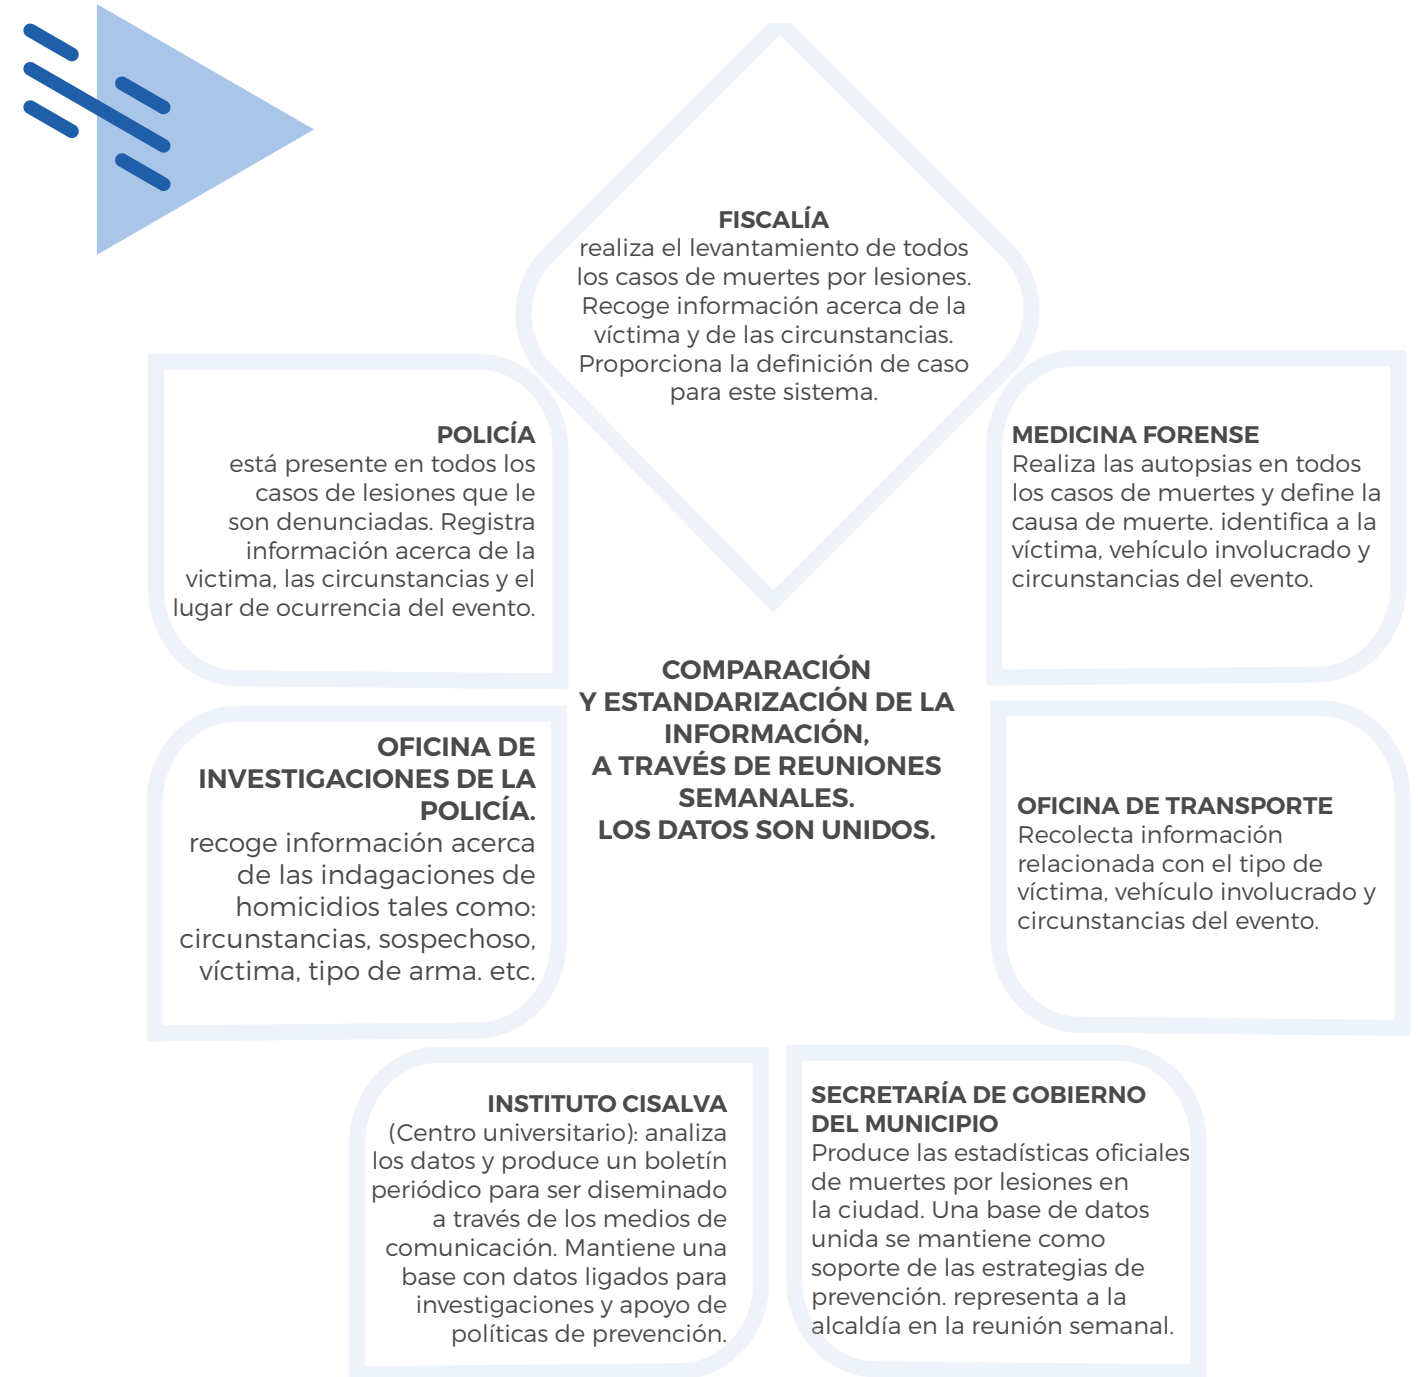 FISCALÍA
realiza el levantamiento de todos
los casos de muertes por lesiones.
Recoge información acerca de la
víctima y de las circunstancias.
Proporciona la definición de caso
para este sistema.
POLICÍA
está presente en todos los
casos de lesiones que le
son denunciadas. Registra
información acerca de la
victima, las circunstancias y el
lugar de ocurrencia del evento.
MEDICINA FORENSE
Realiza las autopsias en todos
los casos de muertes y define la
causa de muerte. identifica a la
víctima, vehículo involucrado y
circunstancias del evento.
COMPARACIÓN
Y ESTANDARIZACIÓN DE LA
INFORMACIÓN,
A TRAVÉS DE REUNIONES
SEMANALES.
LOS DATOS SON UNIDOS.
OFICINA DE
INVESTIGACIONES DE LA
POLICÍA.
recoge información acerca
de las indagaciones de
homicidios tales como:
circunstancias, sospechoso,
víctima, tipo de arma. etc.
OFICINA DE TRANSPORTE
Recolecta información
relacionada con el tipo de
víctima, vehículo involucrado y
circunstancias del evento.
INSTITUTO CISALVA
(Centro universitario): analiza
los datos y produce un boletín
periódico para ser diseminado
a través de los medios de
comunicación. Mantiene una
base con datos ligados para
investigaciones y apoyo de
políticas de prevención.
SECRETARÍA DE GOBIERNO
DEL MUNICIPIO
Produce las estadísticas oficiales
de muertes por lesiones en
la ciudad. Una base de datos
unida se mantiene como
soporte de las estrategias de
prevención. representa a la
alcaldía en la reunión semanal.